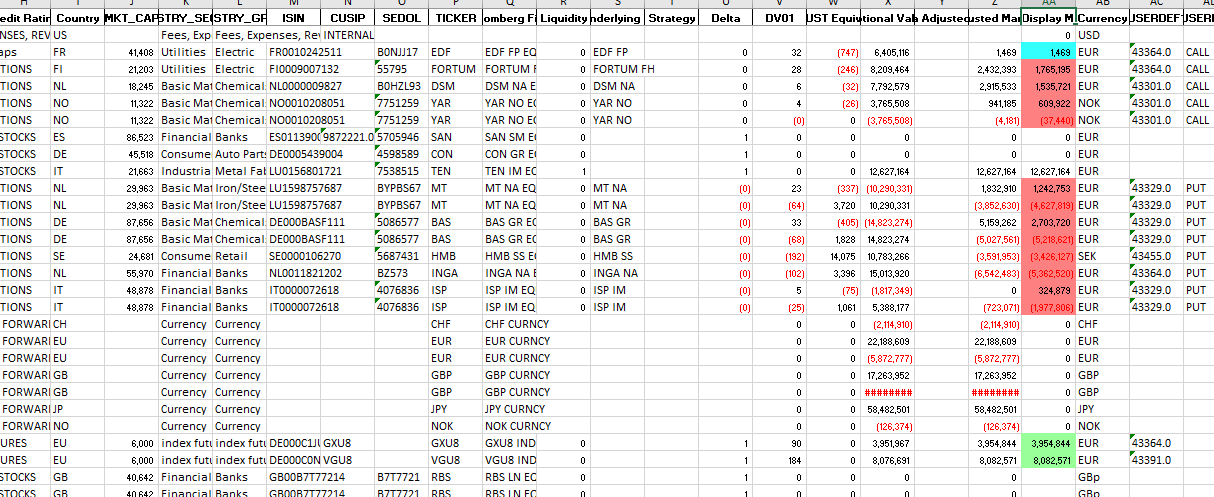 H I J K L M N O P Q R S T U V W X Y Z AA AB AC AD
edit Ratin Country MKT_CAP STRY_SE STRY_GF ISIN CUSIP SEDOL TICKER omberg Fi Liquidity nderlying Strategy Delta DV01 UST Equiv tional Val Adjusted usted Mar Display M Currency JSERDEF JSERI
NSES, REV US Fees, Exp Fees, Expenses, Rev INTERNAL 0 USD
aps FR 41,408 Utilities Electric FR0010242511 B0NJJ17 EDF EDF FP EQ 0 EDF FP 0 32 (747) 6,405,116 1,469 1,469 EUR 43364.0 CALL
TIONS FI 21,203 Utilities Electric FI0009007132 55795 FORTUM FORTUM F 0 FORTUM FH 0 28 (246) 8,209,464 2,432,393 1,765,195 EUR 43364.0 CALL
TIONS NL 18,245 Basic Mat Chemical: NL0000009827 B0HZL93 DSM DSM NA E 0 DSM NA 0 6 (32) 7,792,579 2,915,533 1,535,721 EUR 43301.0 CALL
TIONS NO 11,322 Basic Mat Chemical: NO0010208051 7751259 YAR YAR NO E( 0 YAR NO 0 4 (26) 3,765,508 941,185 609,922 NOK 43301.0 CALL
TIONS NO 11,322 Basic Mat Chemical: NO0010208051 7751259 YAR YAR NO E( 0 YAR NO 0 (0) 0 (3,765,508) (4,181) (37,440) NOK 43301.0 CALL
STOCKS ES 86,523 Financial Banks ES011390( 9872221.0 5705946 SAN SAN SM E( 0 1 0 0 0 0 0 EUR
STOCKS DE 45,518 Consume Auto Part: DE0005439004 4598589 CON CON GR E( 0 1 0 0 0 0 0 EUR
STOCKS IT 21,663 Industria Metal Fab LU0156801721 7538515 TEN TEN IM EC 1 1 0 0 12,627,164 12,627,164 12,627,164 EUR
TIONS NL 29,963 Basic Mat Iron/Stee LU1598757687 BYPBS67 MT MT NA EQ 0 MT NA (0) 23 (337) (10,290,331) 1,832,910 1,242,753 EUR 43329.0 PUT
TIONS NL 29,963 Basic Mat Iron/Stee LU1598757687 BYPBS67 MT MT NA EQ 0 MT NA (0) (64) 3,720 10,290,331 (3,852,630) (4,627,819) EUR 43329.0 PUT
TIONS DE 87,656 Basic Mat Chemical: DE000BASF111 5086577 BAS BAS GR EC 0 BAS GR (0) 33 (405) (14,823,274) 5,159,262 2,703,720 EUR 43329.0 PUT
TIONS DE 87,656 Basic Mat Chemical: DE000BASF111 5086577 BAS BAS GR EC 0 BAS GR (0) (68) 1,828 14,823,274 (5,027,561) (5,218,621) EUR 43329.0 PUT
TIONS SE 24,681 Consume Retail SE0000106270 5687431 HMB HMB SS E( 0 HMB SS (0) (192) 14,075 10,783,266 (3,591,953) (3,426,127) SEK 43455.0 PUT
TIONS NL 55,970 Financial Banks NL0011821202 BZ573 INGA INGA NA E 0 INGA NA (0) (102) 3,396 15,013,920 (6,542,483) (5,362,520) EUR 43364.0 PUT
TIONS IT 48,878 Financial Banks IT0000072618 4076836 ISP ISP IM EQ 0 ISP IM (0) 5 (75) (1,817,349) 0 324,879 EUR 43329.0 PUT
TIONS IT 48,878 Financial Banks IT0000072618 4076836 ISP ISP IM EQ 0 ISP IM (0) (25) 1,061 5,388,177 (723,071) (1,977,806) EUR 43329.0 PUT
FORWARI CH Currency Currency CHF CHF CURNCY 0 0 (2,114,910) (2,114,910) 0 CHF
FORWARI EU Currency Currency EUR EUR CURNCY 0 0 22,188,609 22,188,609 0 EUR
FORWARI EU Currency Currency EUR EUR CURNCY 0 0 (5,872,777) (5,872,777) 0 EUR
FORWARI GB Currency Currency GBP GBP CURNCY 0 0 17,263,952 17,263,952 0 GBP
FORWARI GB Currency Currency GBP GBP CURNCY 0 0 ######## ######## 0 GBP
FORWARI JP Currency Currency JPY JPY CURNCY 0 0 58,482,501 58,482,501 0 JPY
FORWARI NO Currency Currency NOK NOK CURNCY 0 0 (126,374) (126,374) 0 NOK
URES EU 6,000 index futu index futu DE000C1JU GXU8 GXU8 GXU8 IND 0 1 90 0 3,951,967 3,954,844 3,954,844 EUR 43364.0
URES EU 6,000 index futu index futu DE000C0N VGU8 VGU8 VGU8 IND 0 1 184 0 8,076,691 8,082,571 8,082,571 EUR 43391.0
STOCKS GB 40,642 Financial Banks GB00B7T77214 B7T7721 RBS RBS LN EC 0 1 0 0 0 0 GBp
STOCKS GB 40,642 Financial Banks GB00B7T77214 B7T7721 RBS RBS LN EC 0 1 0 0 0 0 GBp